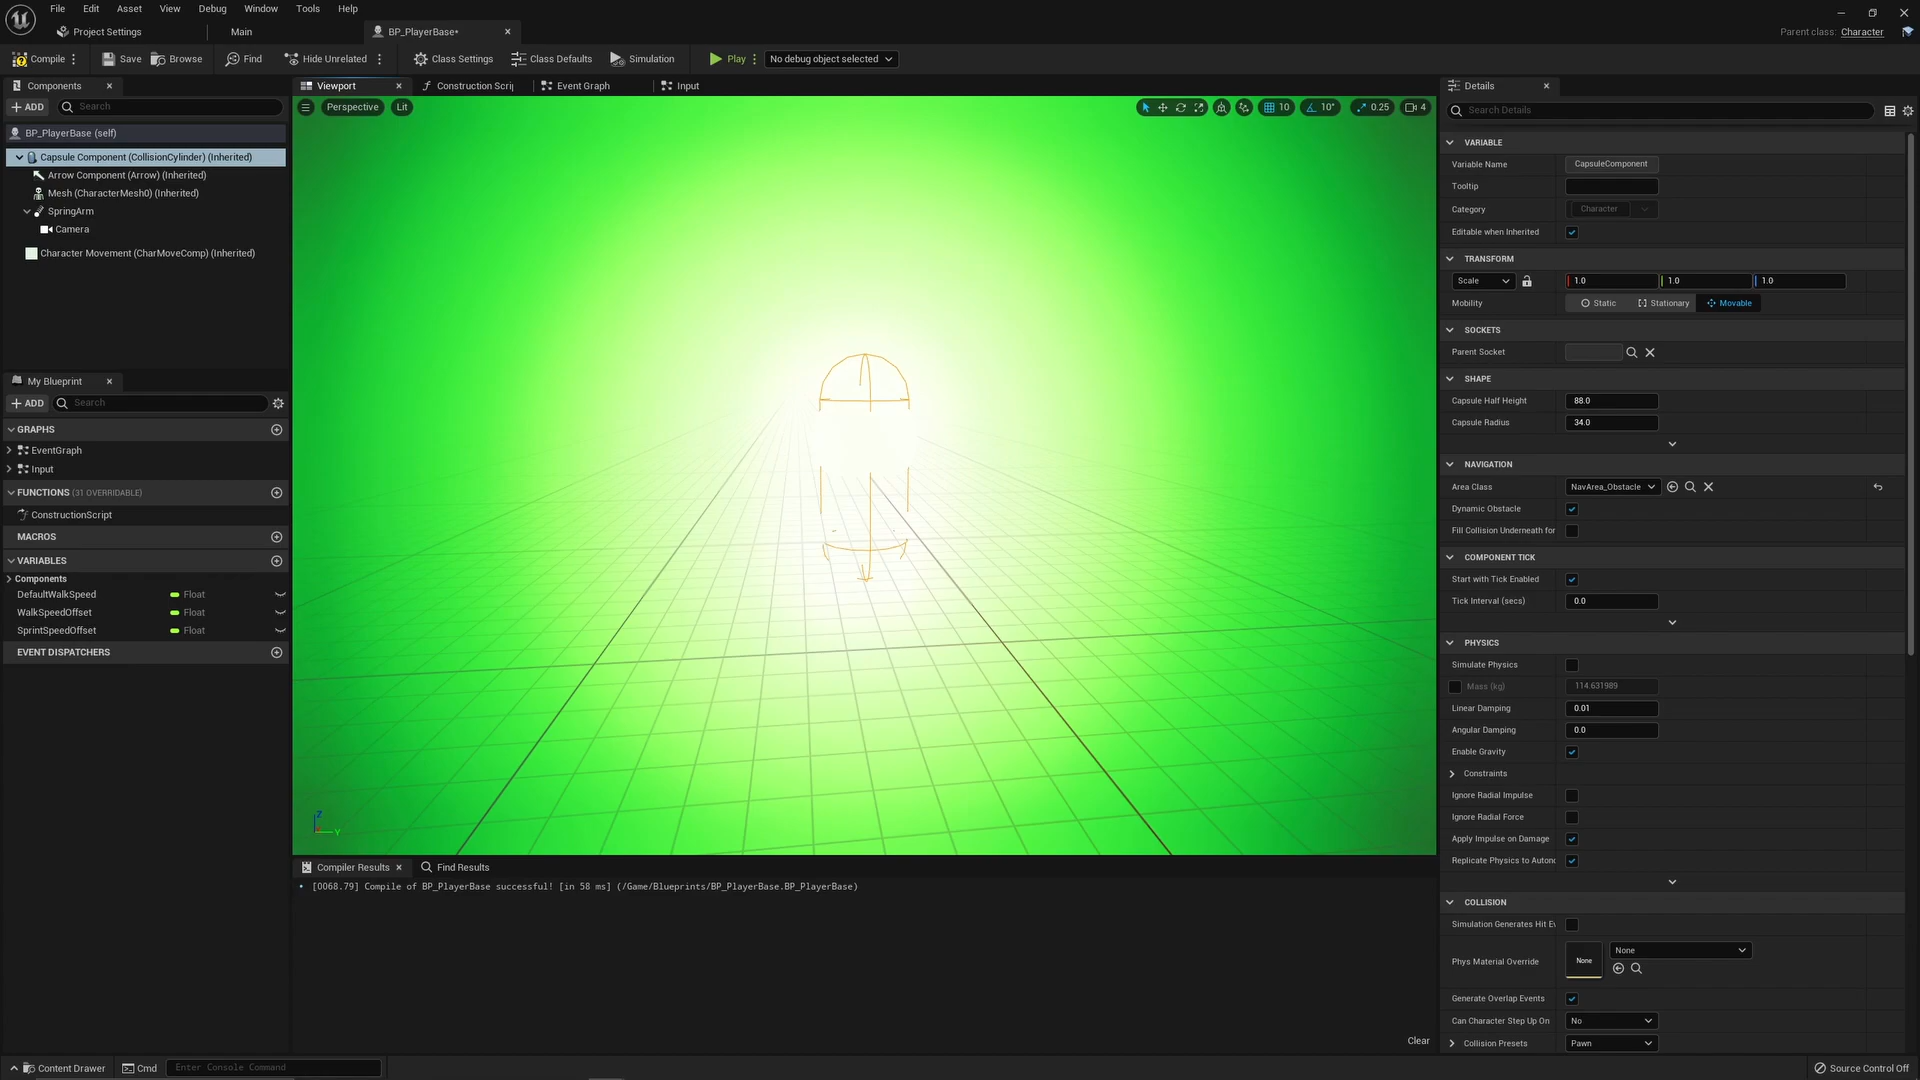 File Edit Asset View Debug Window Tools Help
Project Settings
Main
BP_PlayerBase*
Parent class: Character
Compile
Save
Browse
Find
Hide Unrelated
Class Settings
Class Defaults
Simulation
Play
No debug object selected
Components
ADD
Search
BP_PlayerBase (self)
Capsule Component (CollisionCylinder) (Inherited)
Arrow Component (Arrow) (Inherited)
Mesh (CharacterMesh0) (Inherited)
SpringArm
Camera
Character Movement (CharMoveComp) (Inherited)
My Blueprint
ADD
Search
GRAPHS
EventGraph
Input
FUNCTIONS (31 OVERRIDABLE)
ConstructionScript
MACROS
VARIABLES
Components
DefaultWalkSpeed Float
WalkSpeedOffset Float
SprintSpeedOffset Float
EVENT DISPATCHERS
Viewport
Construction Scrip
Event Graph
Input
Perspective
Lit
10
10°
0.25
4
Z
Y
Compiler Results
Find Results
[0068.79] Compile of BP_PlayerBase successful! [in 58 ms] (/Game/Blueprints/BP_PlayerBase.BP_PlayerBase)
Clear
Details
Search Details
VARIABLE
Variable Name CapsuleComponent
Tooltip
Category Character
Editable when Inherited
TRANSFORM
Scale 1.0 1.0 1.0
Mobility Static Stationary Movable
SOCKETS
Parent Socket
SHAPE
Capsule Half Height 88.0
Capsule Radius 34.0
NAVIGATION
Area Class NavArea_Obstacle
Dynamic Obstacle
Fill Collision Underneath for
COMPONENT TICK
Start with Tick Enabled
Tick Interval (secs) 0.0
PHYSICS
Simulate Physics
Mass (kg) 114.631989
Linear Damping 0.01
Angular Damping 0.0
Enable Gravity
Constraints
Ignore Radial Impulse
Ignore Radial Force
Apply Impulse on Damage
Replicate Physics to Autono
COLLISION
Simulation Generates Hit Ev
Phys Material Override None None
Generate Overlap Events
Can Character Step Up On No
Collision Presets Pawn
Content Drawer
Cmd
Enter Console Command
Source Control Off